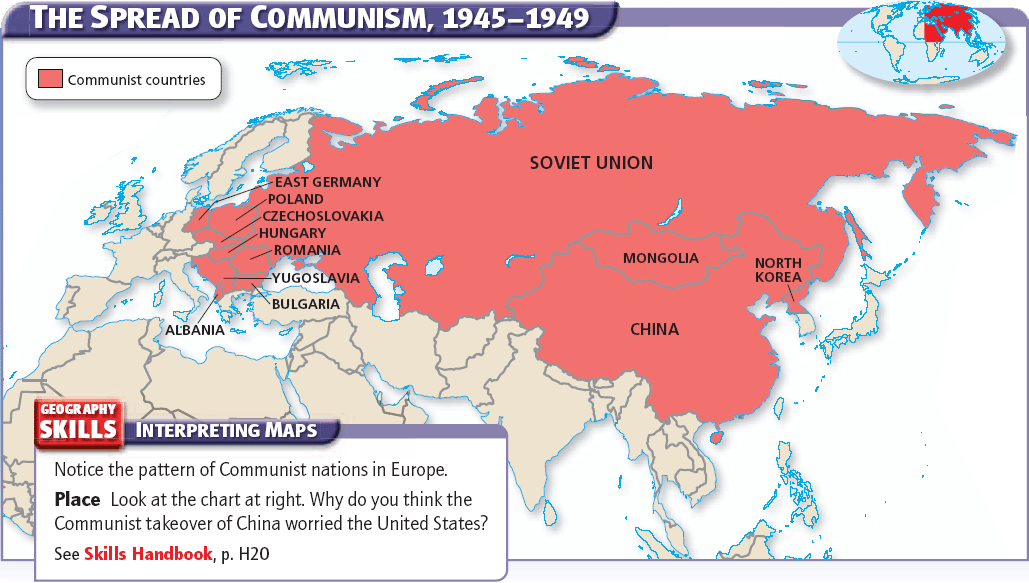 THE SPREAD OF COMMUNISM, 1945–1949
Communist countries
SOVIET UNION
EAST GERMANY
POLAND
CZECHOSLOVAKIA
HUNGARY
ROMANIA
YUGOSLAVIA
BULGARIA
ALBANIA
MONGOLIA
NORTH
KOREA
CHINA
GEOGRAPHY
SKILLS
INTERPRETING MAPS
Notice the pattern of Communist nations in Europe.
Place Look at the chart at right. Why do you think the
Communist takeover of China worried the United States?
See Skills Handbook, p. H20